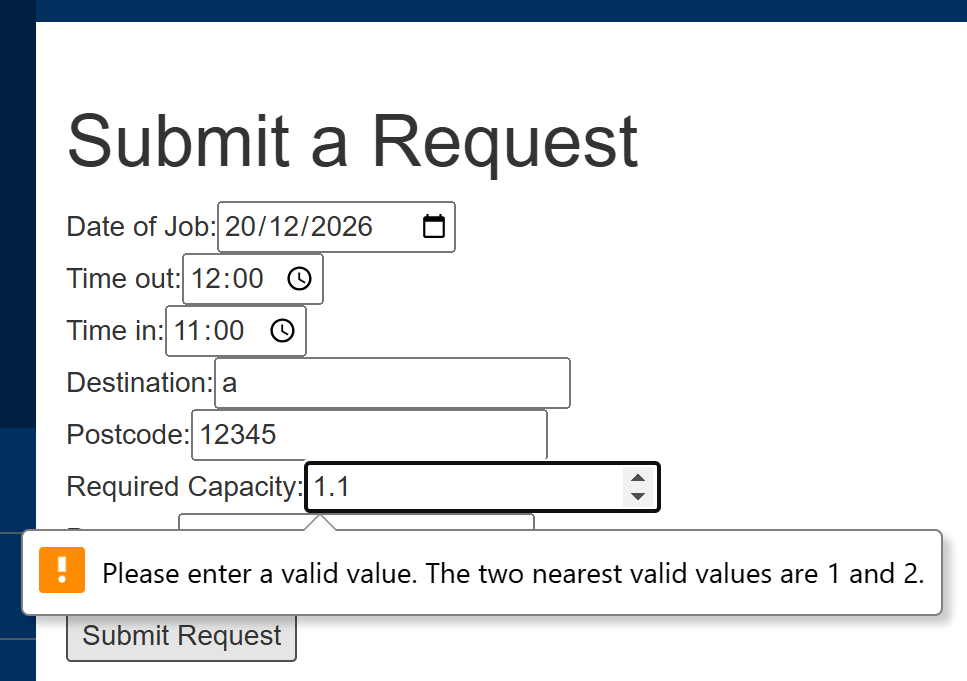 Submit a Request
Date of Job: 20/12/2026
Time out: 12:00
Time in: 11:00
Destination: a
Postcode: 12345
Required Capacity: 1.1
Please enter a valid value. The two nearest valid values are 1 and 2.
Submit Request